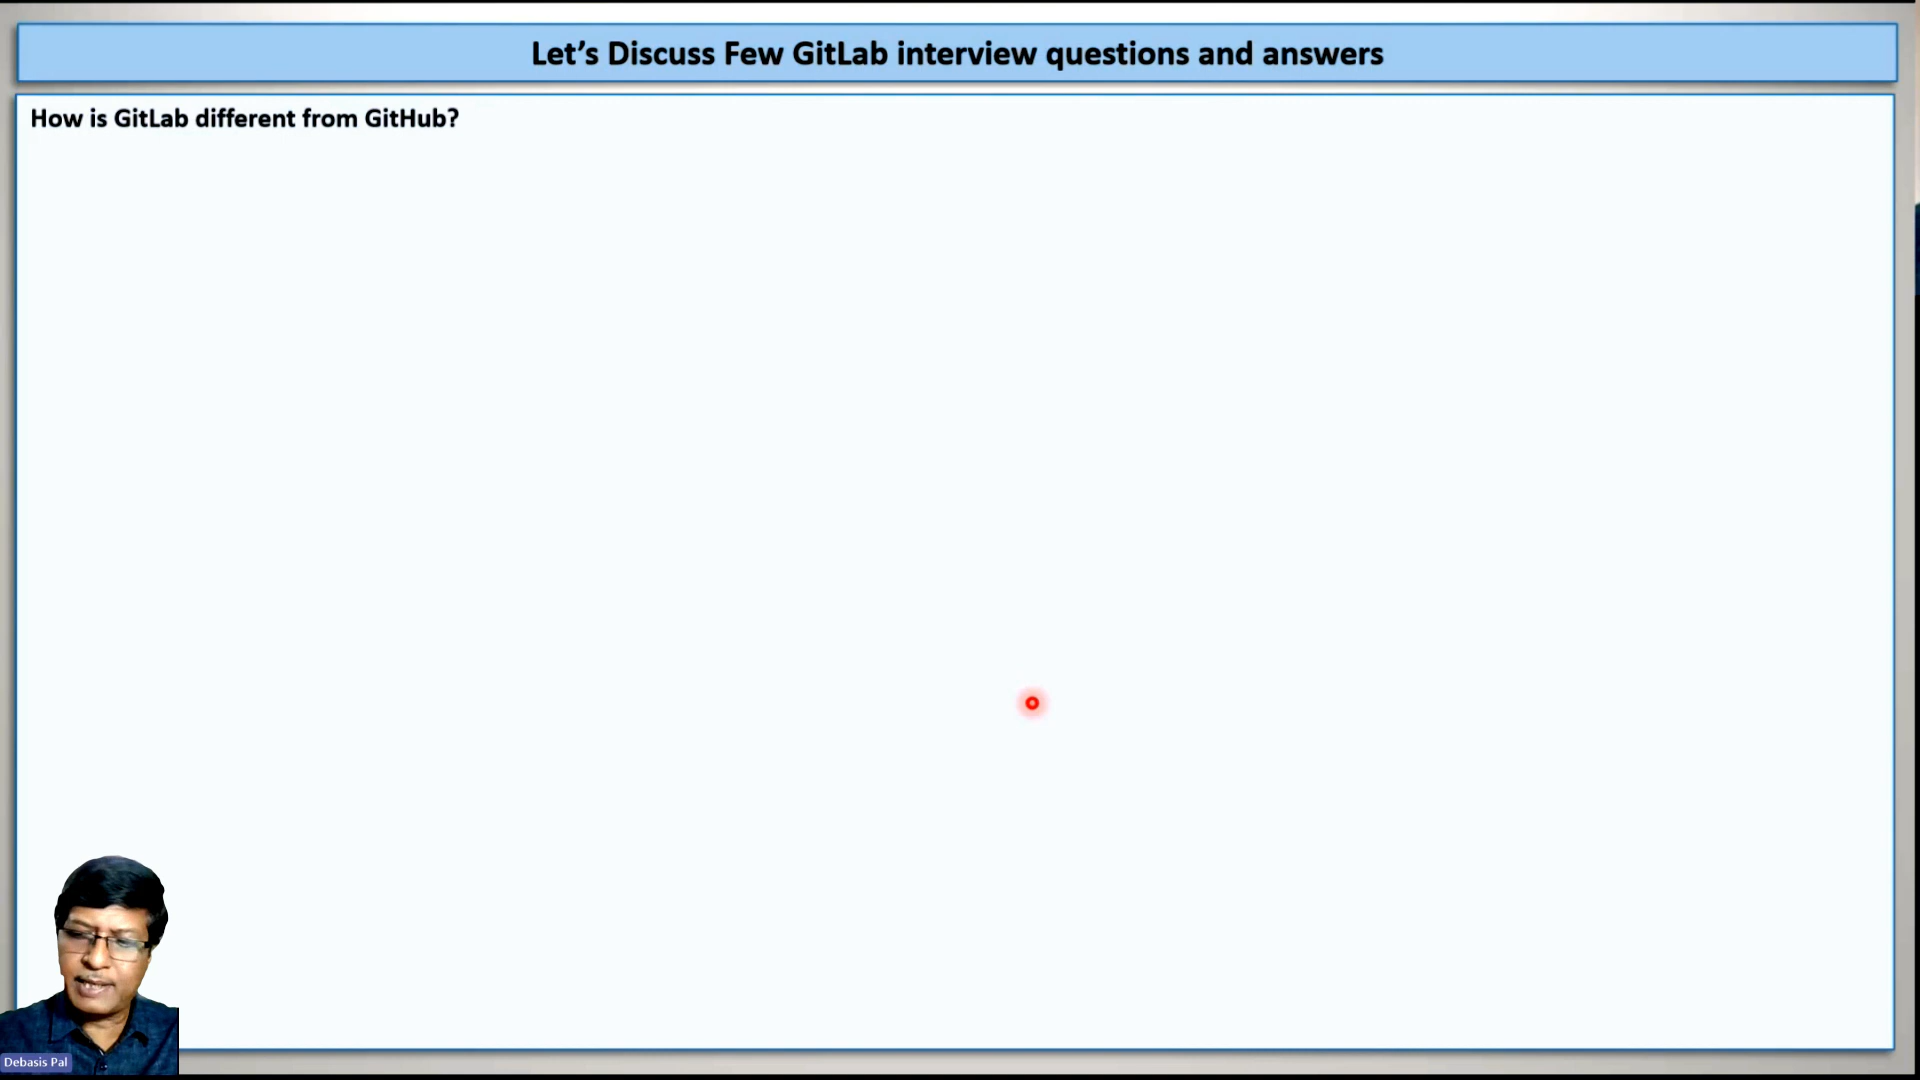 Let’s Discuss Few GitLab interview questions and answers
How is GitLab different from GitHub?
Debasis Pal